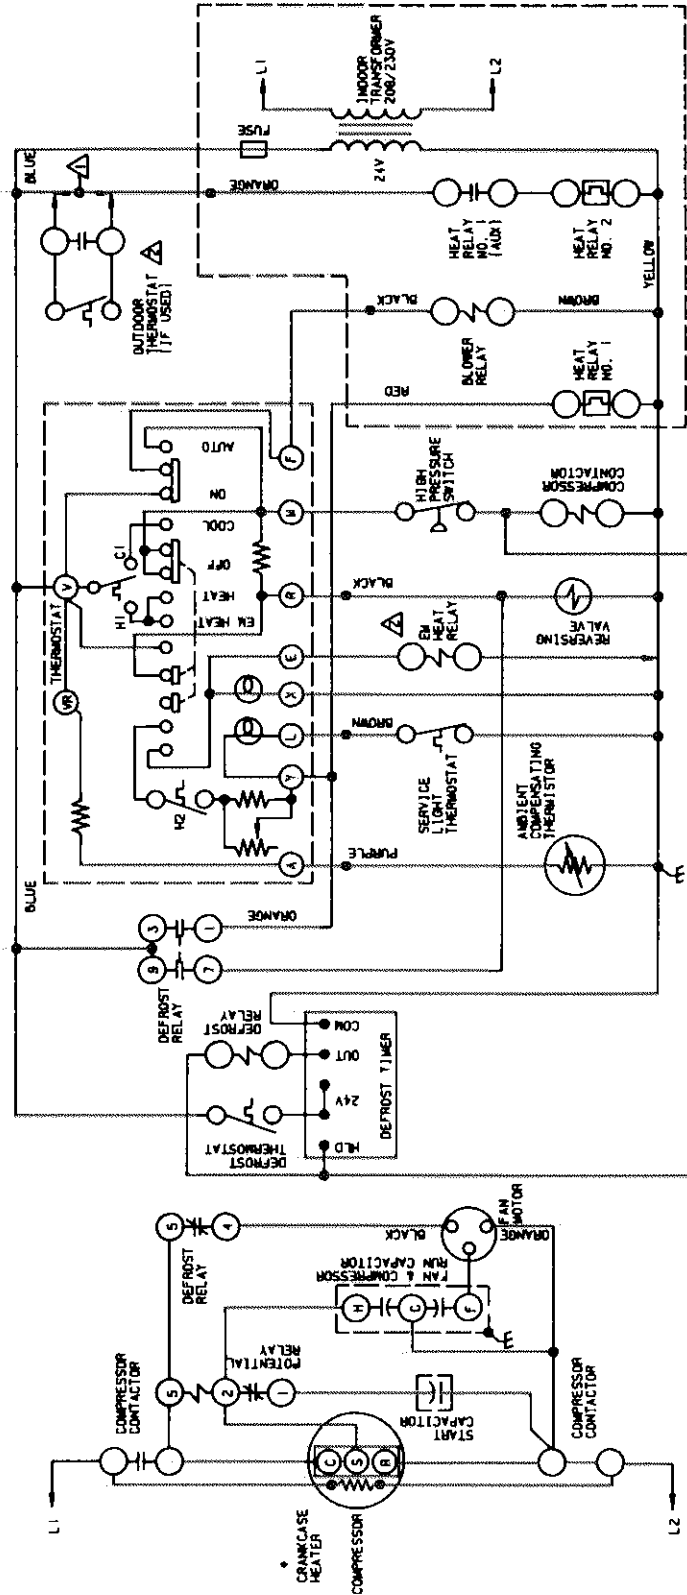 L1
L2
INDOOR
TRANSFORMER
208/230V
FUSE
24V
BLUE
1
ORANGE
HEAT
RELAY
NO. 1
(AUX)
HEAT
RELAY
NO. 2
YELLOW
OUTDOOR
THERMOSTAT
(IF USED)
2
BLACK
BLOWER
RELAY
BROWN
RED
HEAT
RELAY
NO. 1
THERMOSTAT
V
VR
AUTO
ON
COOL
OFF
HEAT
EM HEAT
C1
H1
H2
F
M
R
E
X
L
Y
A
HIGH
PRESSURE
SWITCH
COMPRESSOR
CONTACTOR
BLACK
REVERSING
VALVE
2
EM
HEAT
RELAY
BROWN
SERVICE
LIGHT
THERMOSTAT
PURPLE
AMBIENT
COMPENSATING
THERMISTOR
BLUE
3
1
9
7
DEFROST
RELAY
ORANGE
DEFROST
RELAY
DEFROST
THERMOSTAT
COM
OUT
24V
HLD
DEFROST TIMER
L1
COMPRESSOR
CONTACTOR
5
4
DEFROST
RELAY
BLACK
FAN
MOTOR
ORANGE
FAN & COMPRESSOR
RUN CAPACITOR
H
C
F
5
2
1
POTENTIAL
RELAY
START
CAPACITOR
C
S
R
*
CRANKCASE
HEATER
COMPRESSOR
COMPRESSOR
CONTACTOR
L2